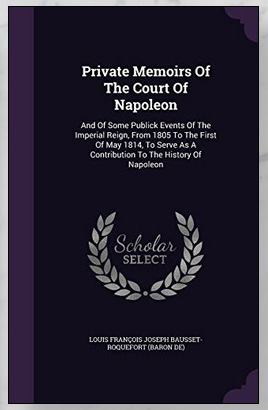 Private Memoirs Of
The Court Of
Napoleon
And Of Some Publick Events Of The
Imperial Reign, From 1805 To The First
Of May 1814, To Serve As A
Contribution To The History Of
Napoleon
Scholar
SELECT
LOUIS FRANÇOIS JOSEPH BAUSSET-
ROQUEFORT (BARON DE)